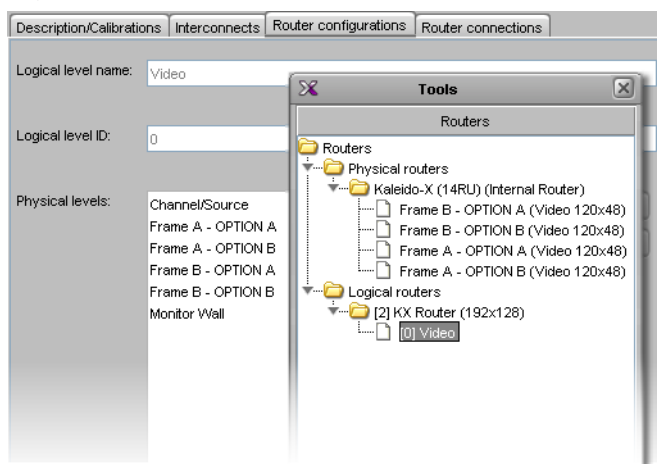 Description/Calibrations Interconnects Router configurations Router connections
Logical level name: Video
Logical level ID: 0
Physical levels: Channel/Source
Frame A - OPTION A
Frame A - OPTION B
Frame B - OPTION A
Frame B - OPTION B
Monitor Wall
Tools
Routers
Routers
Physical routers
Kaleido-X (14RU) (Internal Router)
Frame B - OPTION A (Video 120x48)
Frame B - OPTION B (Video 120x48)
Frame A - OPTION A (Video 120x48)
Frame A - OPTION B (Video 120x48)
Logical routers
[2] KX Router (192x128)
[0] Video